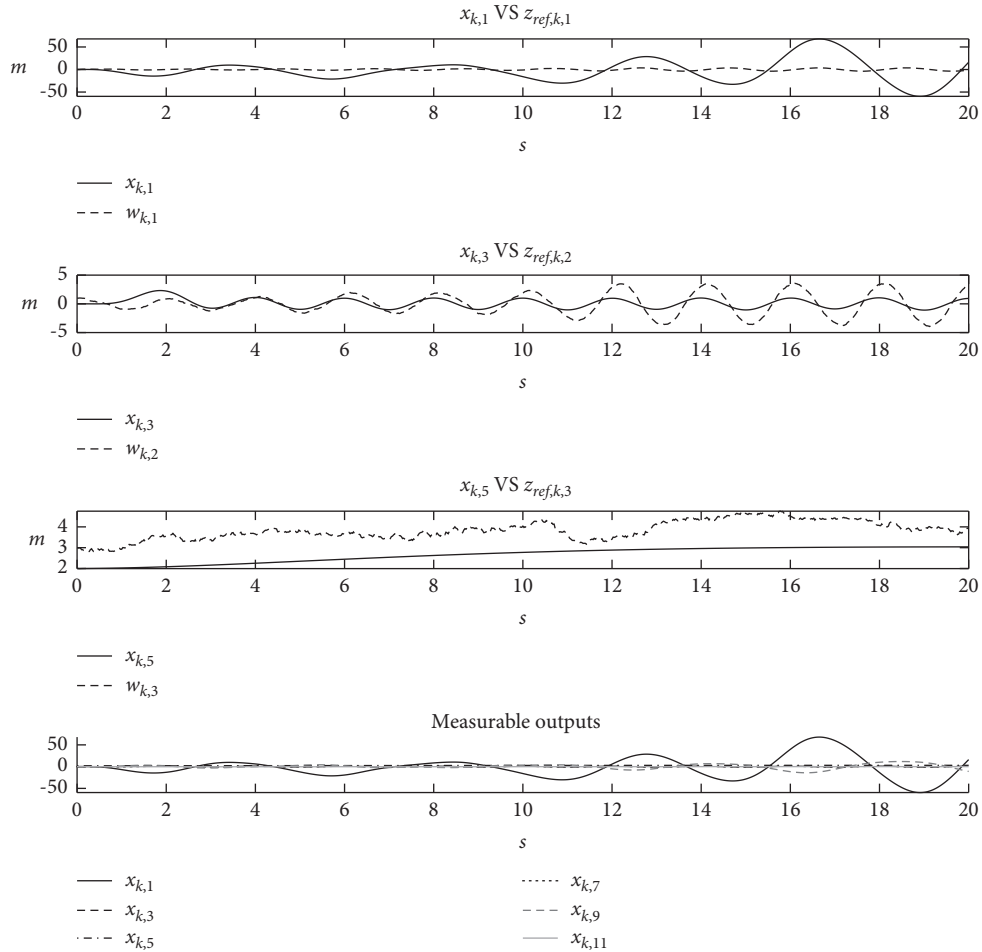 x_{k,1} VS z_{ref,k,1}
50
0
-50
m
0 2 4 6 8 10 12 14 16 18 20
s
x_{k,1}
w_{k,1}
x_{k,3} VS z_{ref,k,2}
5
0
-5
m
0 2 4 6 8 10 12 14 16 18 20
s
x_{k,3}
w_{k,2}
x_{k,5} VS z_{ref,k,3}
4
3
2
m
0 2 4 6 8 10 12 14 16 18 20
s
x_{k,5}
w_{k,3}
Measurable outputs
50
0
-50
0 2 4 6 8 10 12 14 16 18 20
s
x_{k,1}
x_{k,3}
x_{k,5}
x_{k,7}
x_{k,9}
x_{k,11}